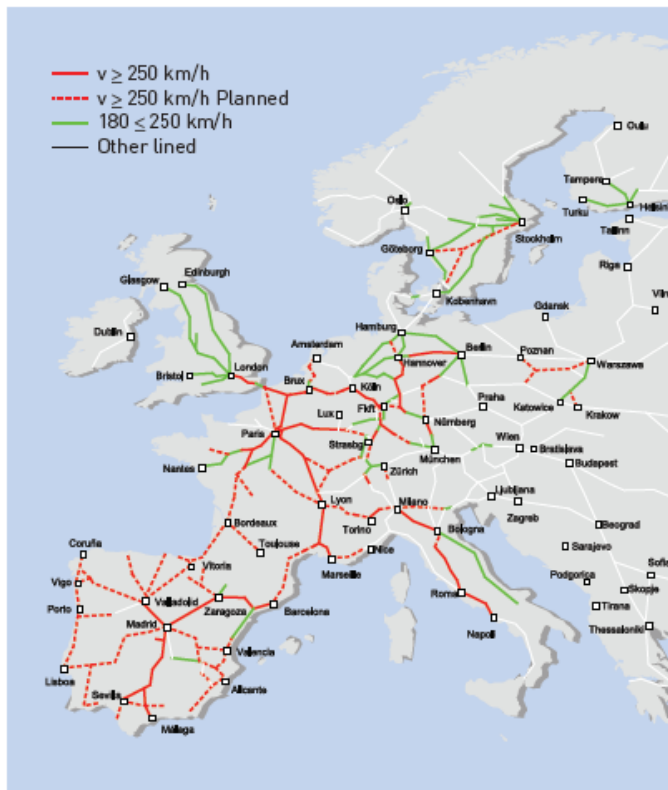 v ≥ 250 km/h
v ≥ 250 km/h Planned
180 ≤ 250 km/h
Other lined
Oulu
Tampere
Oslo
Turku
Helsin
Stockholm
Tallinn
Göteborg
Riga
Glasgow
Edinburgh
Kobenhavn
Viln
Gdansk
Dublin
Hamburg
Amsterdam
Hannover
Berlin
Poznan
Warszawa
Bristol
London
Brux
Köln
Praha
Katowice
Krakow
Lux
Fkft
Nürnberg
Paris
Strasbg
Wien
Bratislava
München
Budapest
Nantes
Zürich
Lyon
Milano
Ljubljana
Zagreb
Bordeaux
Torino
Bologna
Beograd
Coruña
Toulouse
Nice
Sarajevo
Vitoria
Marseille
Sofia
Vigo
Podgorica
Skopje
Porto
Valladolid
Zaragoza
Barcelona
Roma
Tirana
Madrid
Napoli
Thessaloniki
Valencia
Lisboa
Alicante
Sevilla
Málaga